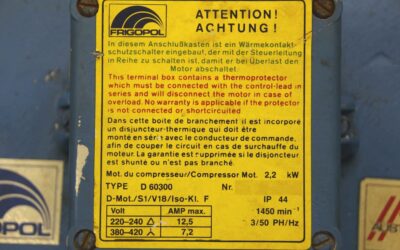 FRIGOPOL
ATTENTION!
ACHTUNG!
In diesem Anschlußkasten ist ein Wärmekontakt-
schutzschalter eingebaut, der mit der Steuerleitung
in Reihe zu schalten ist, damit er bei Überlast den
Motor abschaltet.
This terminal box contains a thermoprotector
which must be connected with the control-lead in
series and will disconnect the motor in case of
overload. No warranty is applicable if the protector
is not connected or shortcircuited.
Dans cette boite de branchement il est incorporé
un disjoncteur-thermique qui doit être
monté en série avec le conducteur de commande,
afin de couper le circuit en cas de surchauffe du
moteur. La garantie est supprimée si le disjoncteur
est shunté ou n'est pas branché.
Mot. du compresseur/Compressor Mot. 2,2 kW
TYPE D 60300 Nr.
D-Mot./S1/V18/Iso-Kl. F IP 44
Volt AMP max. 1450 min⁻¹
220-240 △ 12,5 3/50 PH/Hz
380-420 7,2
FRIGOPOL
AUST